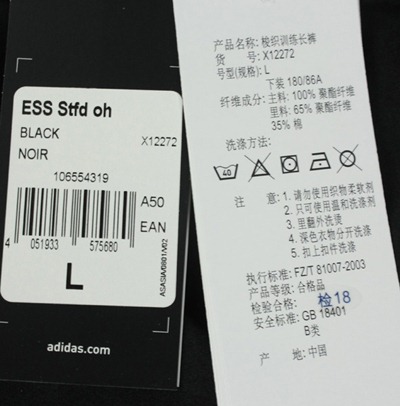 ESS Stfd oh
BLACK
X12272
NOIR
106554319
A50
EAN
4 051933 575680
ASASIA/0801/M02
L
adidas.com
产品名称: 梭织训练长裤
货 号: X12272
号型(规格): L
下装 180/86A
纤维成分: 主料: 100% 聚酯纤维
里料: 65% 聚酯纤维
35% 棉
洗涤方法:
40
注 意: 1. 请勿使用织物柔软剂
2. 只可使用温和洗涤剂
3. 里翻外洗烫
4. 深色衣物分开洗涤
5. 扣上扣件洗涤
执行标准: FZ/T 81007-2003
产品等级: 合格品
检验合格: 检18
安全标准: GB 18401
B类
产 地: 中国